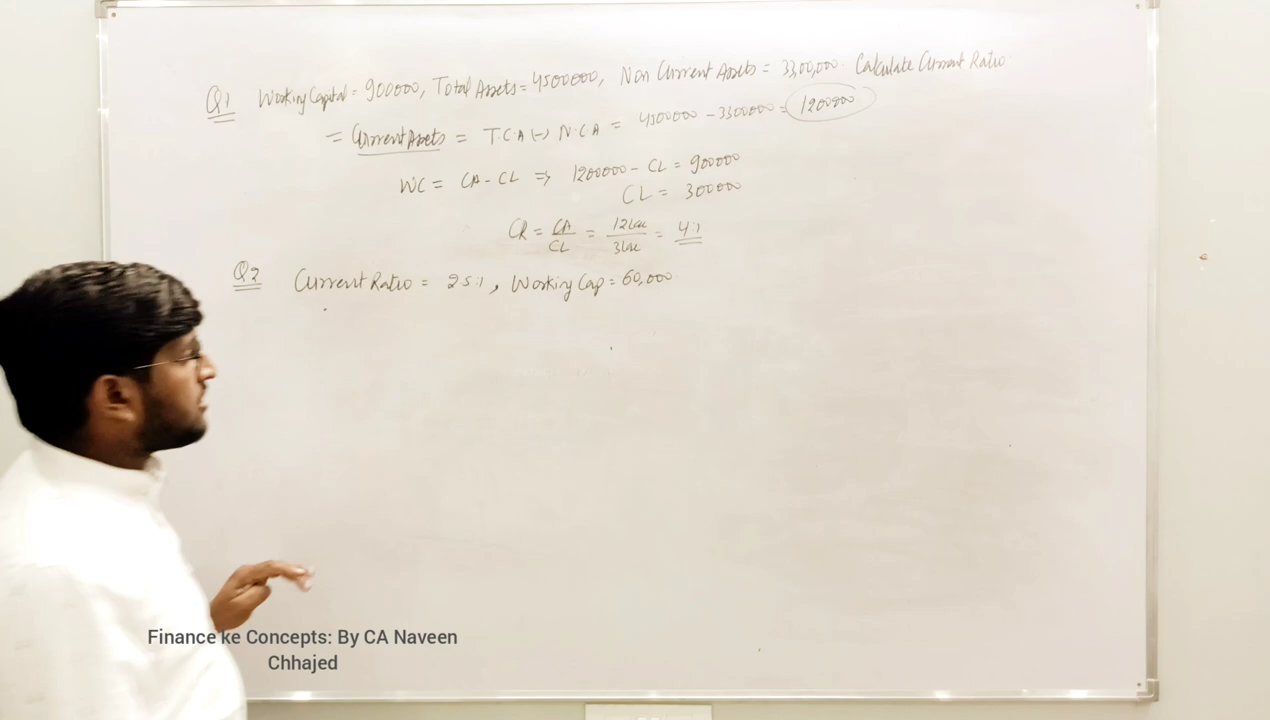 Q1 Working Capital = 900000, Total Assets = 4500000, Non Current Assets = 33,00,000. Calculate Current Ratio.
= Current Assets = T.C.A (-) N.C.A = 4500000 - 3300000 = 1200000
WC = CA - CL => 1200000 - CL = 900000
CL = 300000
CR = CA/CL = 12Lac/3Lac = 4:1
Q2 Current Ratio = 2.5:1, Working Cap = 60,000.
Finance ke Concepts: By CA Naveen
Chhajed